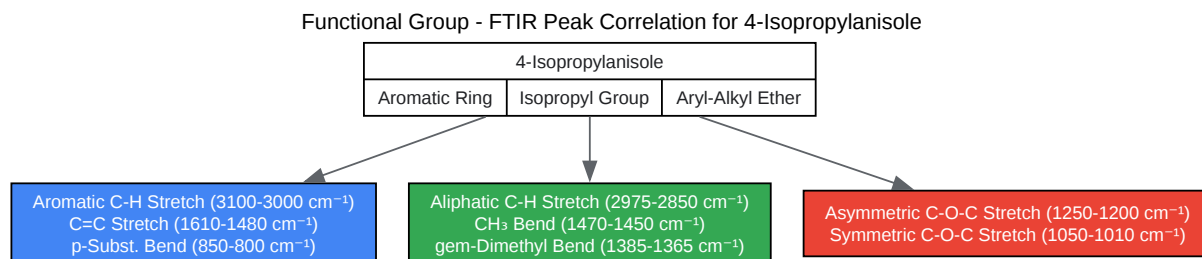 Functional Group - FTIR Peak Correlation for 4-Isopropylanisole
4-Isopropylanisole
Aromatic Ring
Isopropyl Group
Aryl-Alkyl Ether
Aromatic C-H Stretch (3100-3000 cm⁻¹)
C=C Stretch (1610-1480 cm⁻¹)
p-Subst. Bend (850-800 cm⁻¹)
Aliphatic C-H Stretch (2975-2850 cm⁻¹)
CH₃ Bend (1470-1450 cm⁻¹)
gem-Dimethyl Bend (1385-1365 cm⁻¹)
Asymmetric C-O-C Stretch (1250-1200 cm⁻¹)
Symmetric C-O-C Stretch (1050-1010 cm⁻¹)